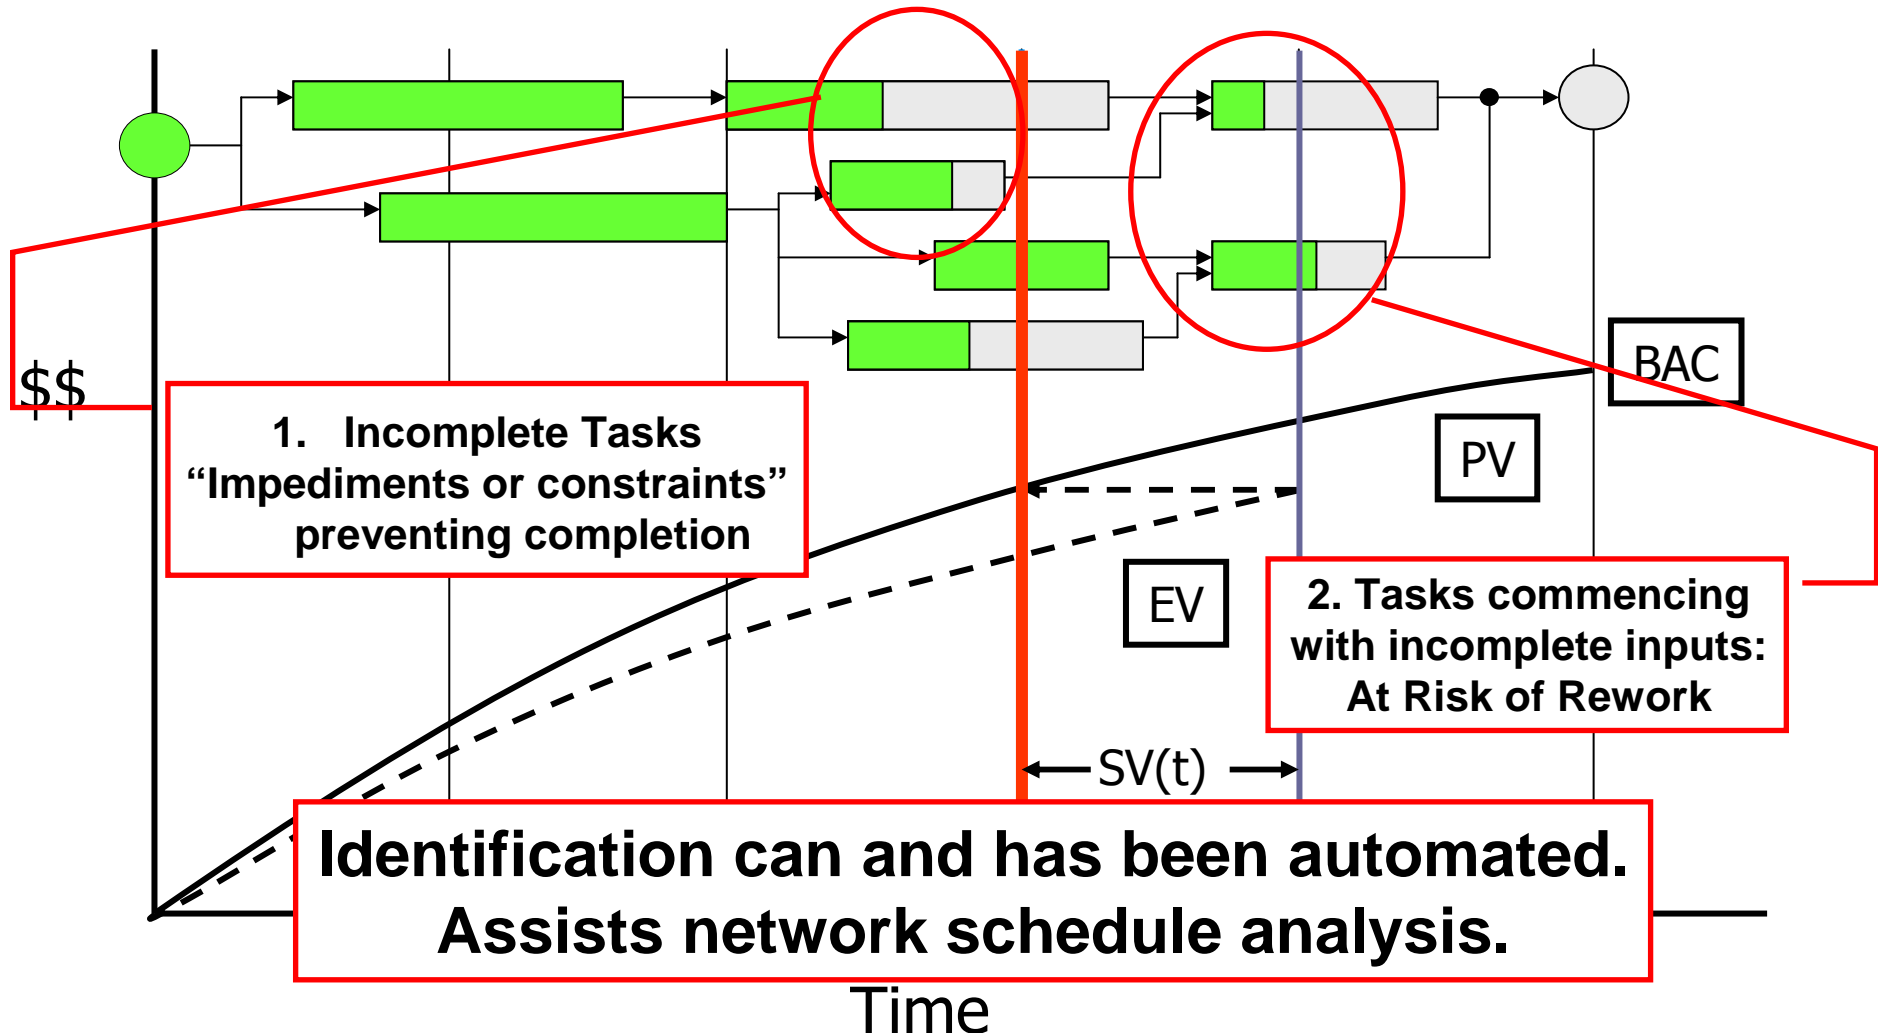 $$
BAC
1. Incomplete Tasks
“Impediments or constraints”
preventing completion
PV
EV
2. Tasks commencing
with incomplete inputs:
At Risk of Rework
SV(t)
Identification can and has been automated.
Assists network schedule analysis.
Time